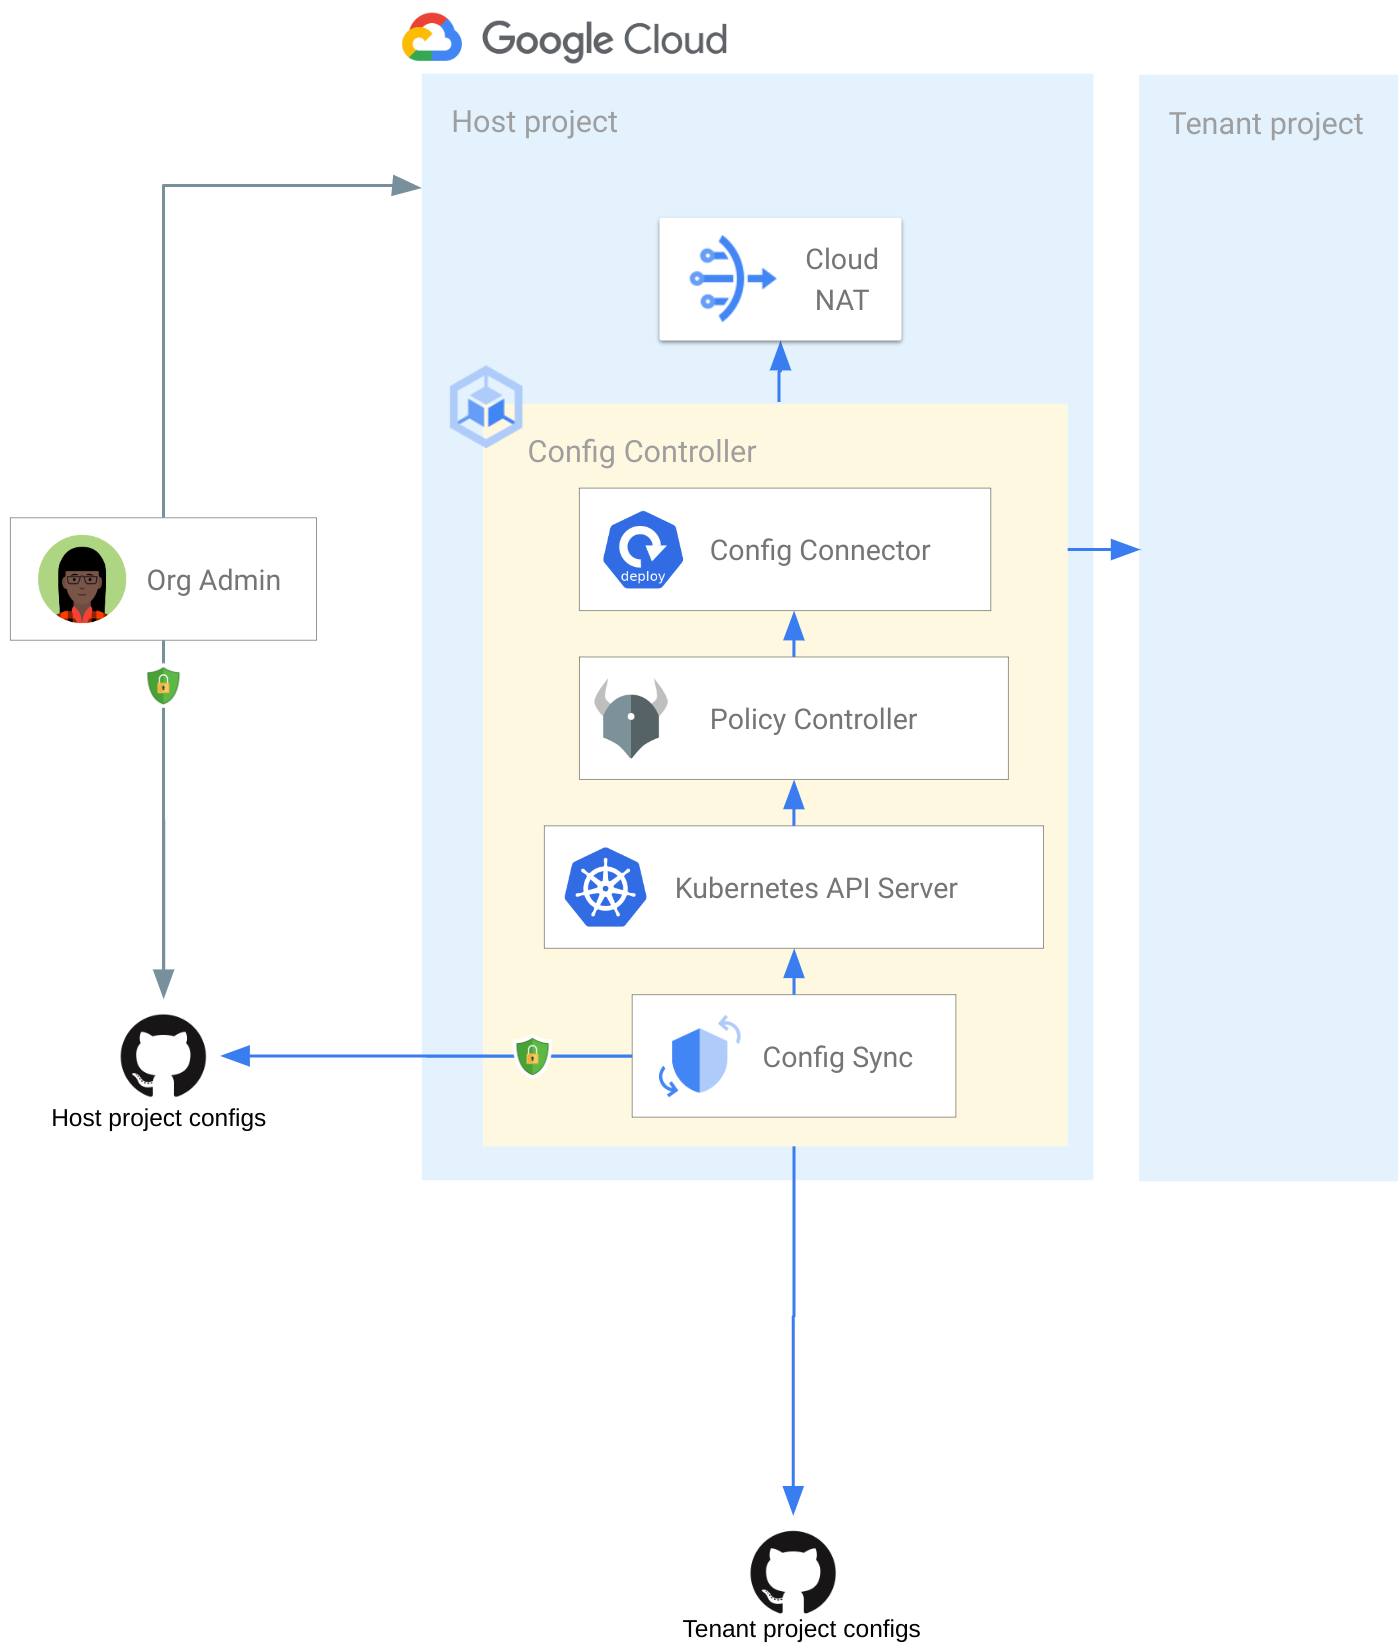 Google Cloud
Host project
Tenant project
Cloud
NAT
Config Controller
deploy
Config Connector
Org Admin
Policy Controller
Kubernetes API Server
Config Sync
Host project configs
Tenant project configs